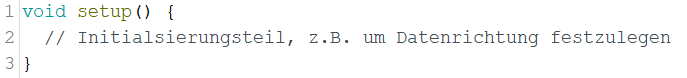 1 void setup() {
2 // Initialsierungsteil, z.B. um Datenrichtung festzulegen
3 }